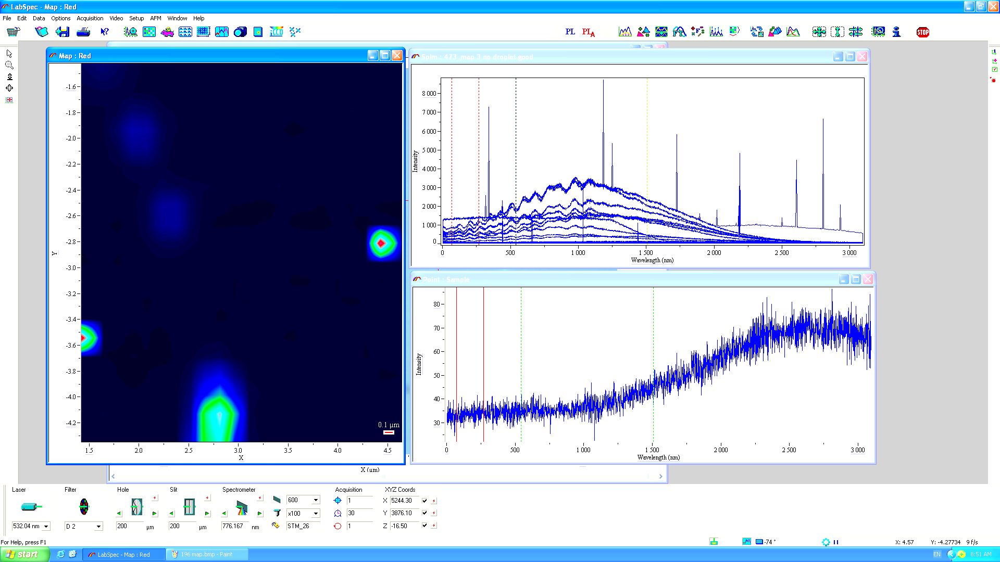 LabSpec - Map : Red
File Edit Data Options Acquisition Video Setup AFM Window Help
PL PLA
iCCD
STOP
Map : Red
-1.6
-1.8
-2.0
-2.2
-2.4
-2.6
-2.8
-3.0
-3.2
-3.4
-3.6
-3.8
-4.0
-4.2
Y
0.1 µm
1.5 2.0 2.5 3.0 3.5 4.0 4.5
X
X (um)
Spim : 473 map 3 no droplet good
8 000
7 000
6 000
5 000
4 000
3 000
2 000
1 000
0
Intensity
0 500 1 000 1 500 2 000 2 500 3 000
Wavelength (nm)
Point : Sample
80
70
60
50
40
30
Intensity
0 500 1 000 1 500 2 000 2 500 3 000
Wavelength (nm)
Laser Filter Hole Slit Spectrometer Acquisition XYZ Coords
600 1 X 5244.30
x100 30 Y 3876.10
532.04 nm D 2 200 µm 200 µm 776.167 nm STM_26 1 Z -16.50
For Help, press F1 -74 ° X: 4.57 Y: -4.27734 9 f/s
start LabSpec - Map : Red 196 map.bmp - Paint EN 8:51 AM